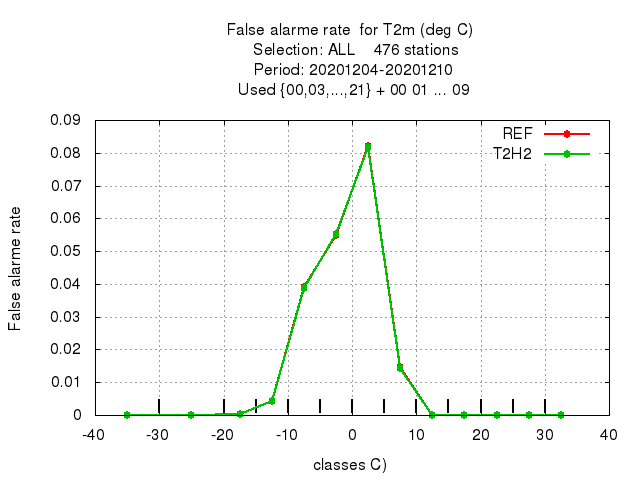 False alarme rate  for T2m (deg C)
Selection: ALL    476 stations
Period: 20201204-20201210
Used {00,03,...,21} + 00 01 ... 09
REF
T2H2
False alarme rate
0.09
0.08
0.07
0.06
0.05
0.04
0.03
0.02
0.01
0
-40 -30 -20 -10 0 10 20 30 40
classes C)